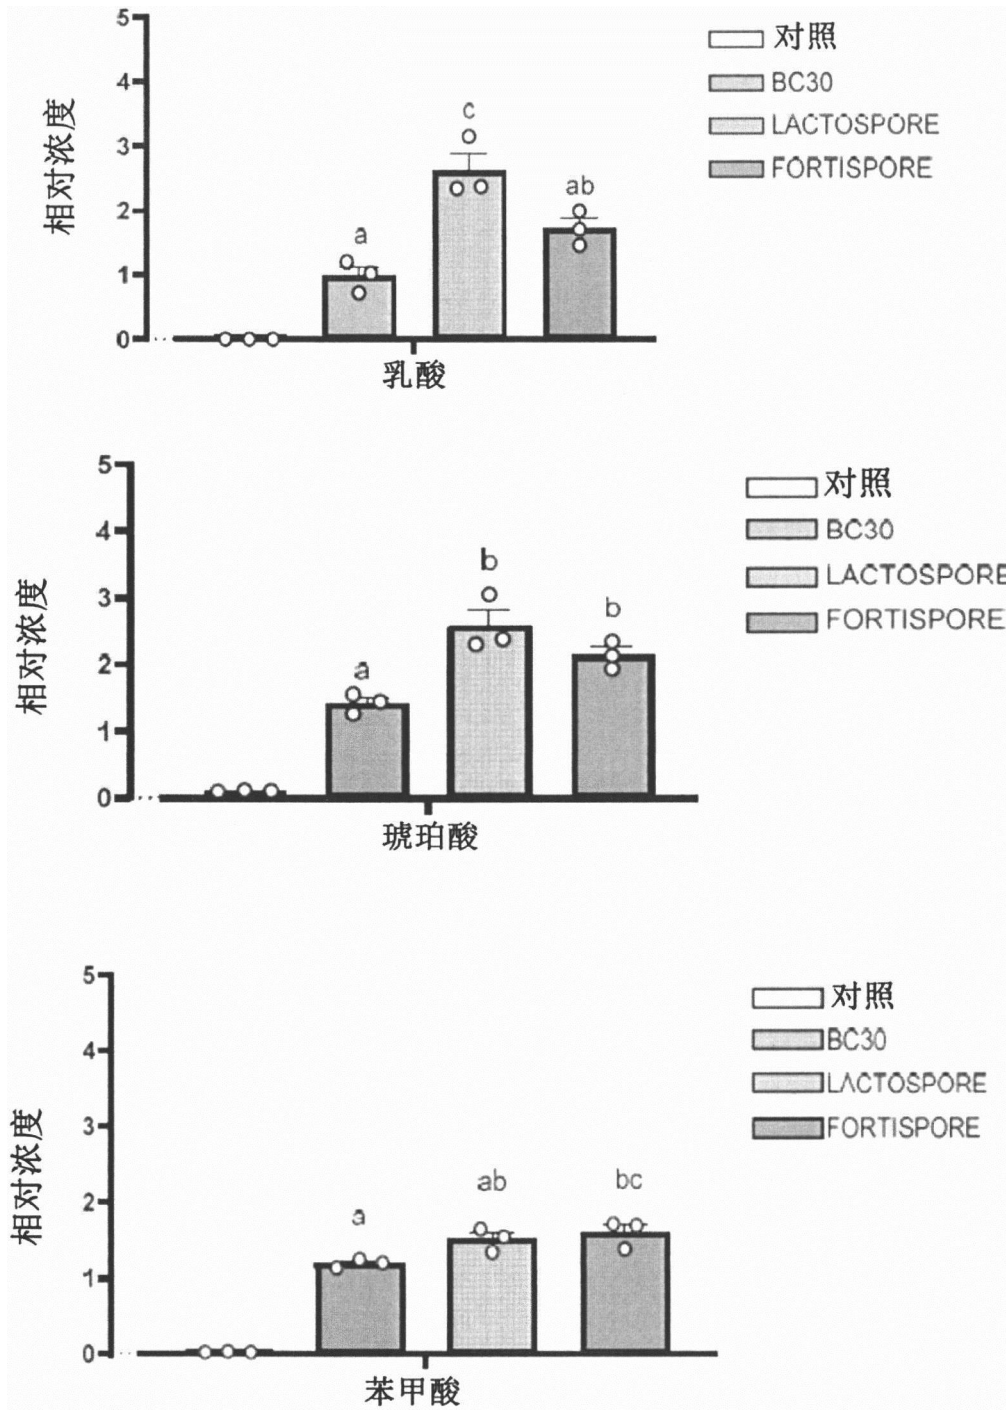 5
4
3
2
1
0
相对浓度
a
c
ab
乳酸
对照
BC30
LACTOSPORE
FORTISPORE
5
4
3
2
1
0
相对浓度
a
b
b
琥珀酸
对照
BC30
LACTOSPORE
FORTISPORE
5
4
3
2
1
0
相对浓度
a
ab
bc
苯甲酸
对照
BC30
LACTOSPORE
FORTISPORE